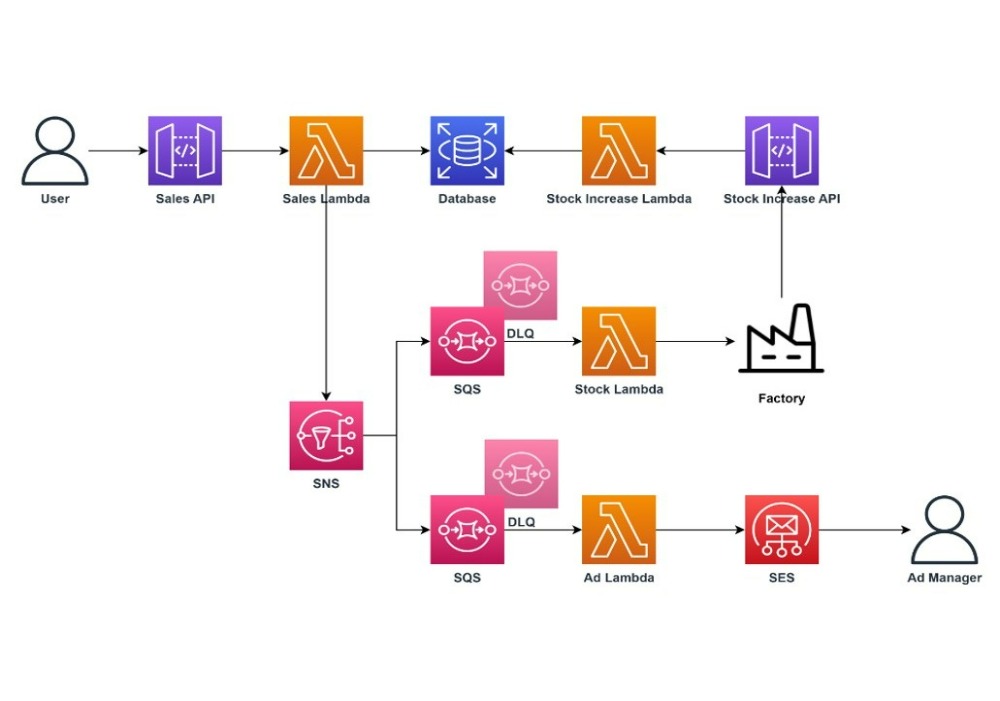 User
Sales API
Sales Lambda
Database
Stock Increase Lambda
Stock Increase API
DLQ
SQS
Stock Lambda
Factory
SNS
DLQ
SQS
Ad Lambda
SES
Ad Manager